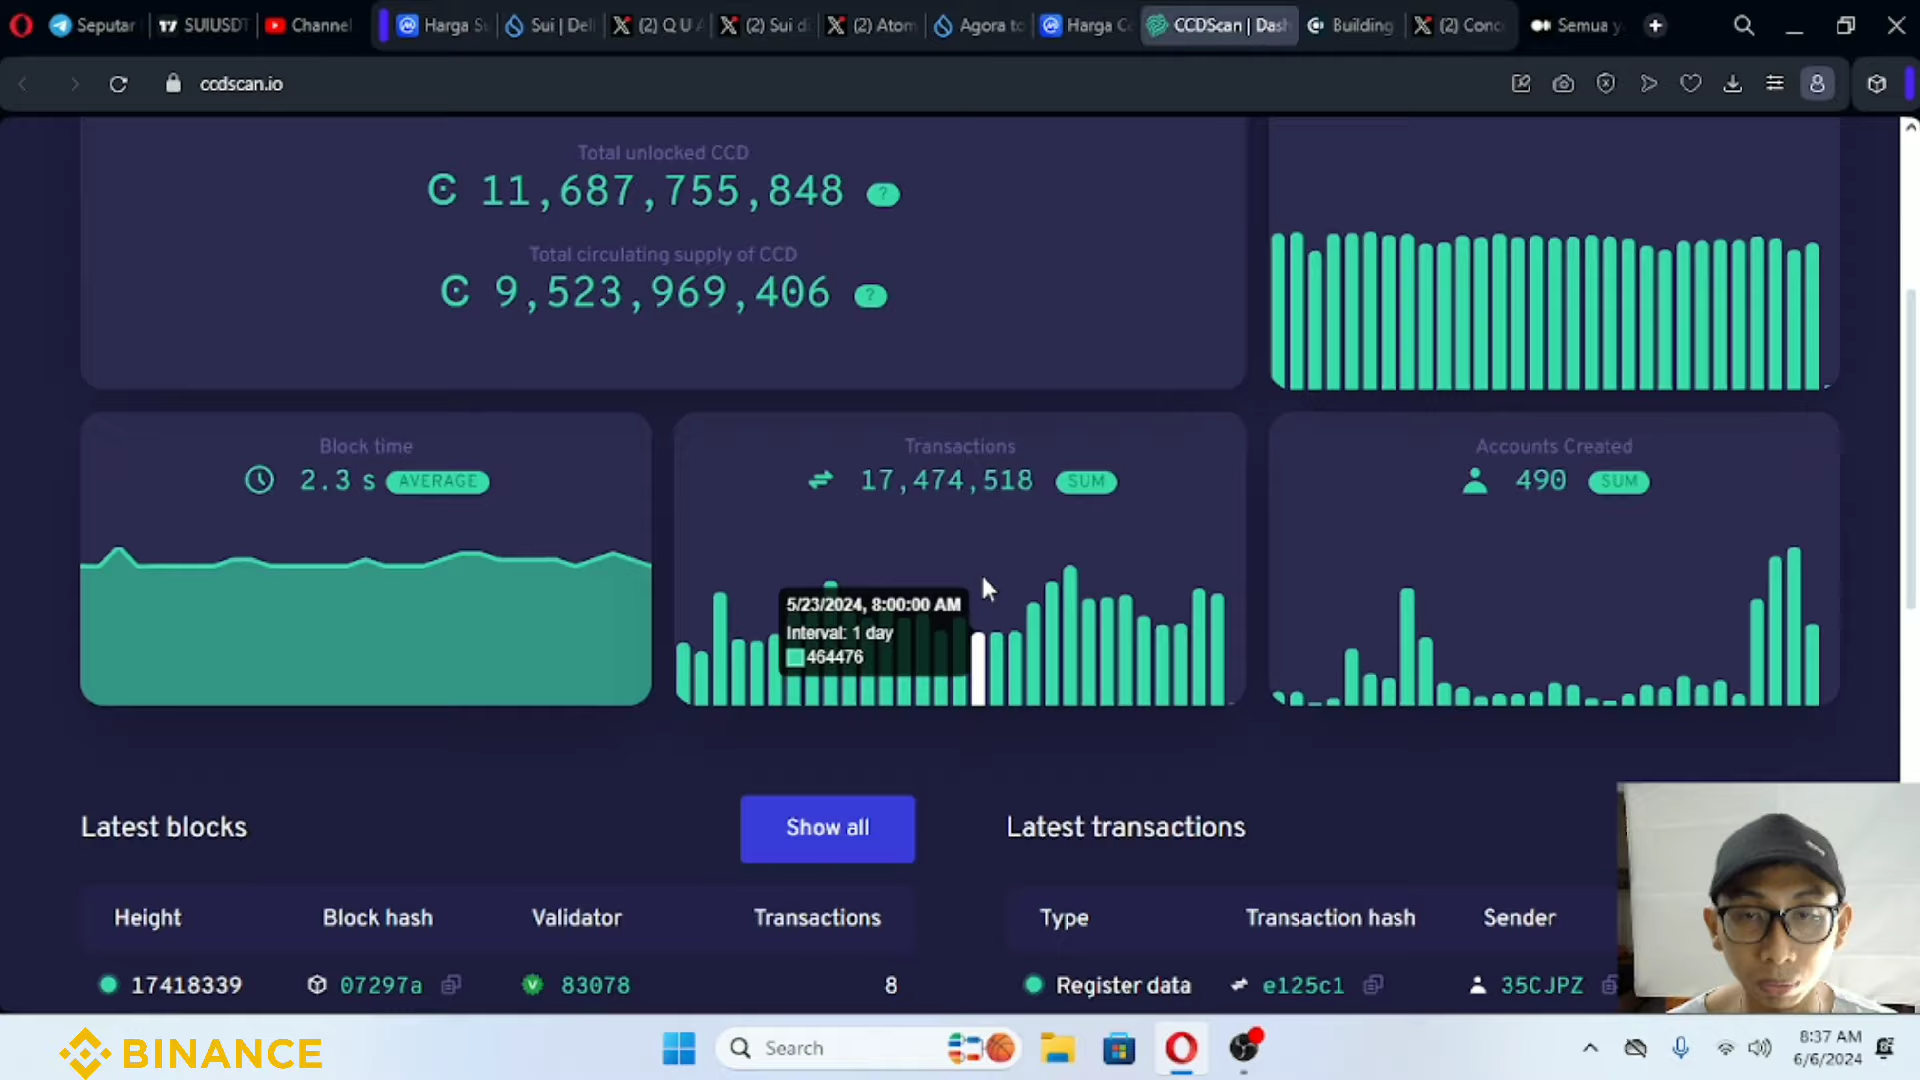 Seputar
SUIUSDT
Channel
Harga Su
Sui | Defi
(2) Q U A
(2) Sui di
(2) Atom
Agora to
Harga Co
CCDScan | Dash
Building
(2) Conc
Semua y
ccdscan.io
Total unlocked CCD
11,687,755,848 ?
Total circulating supply of CCD
9,523,969,406 ?
Block time
2.3 s AVERAGE
Transactions
17,474,518 SUM
Accounts Created
490 SUM
5/23/2024, 8:00:00 AM
Interval: 1 day
464476
Latest blocks
Show all
Latest transactions
Height Block hash Validator Transactions
Type Transaction hash Sender
17418339 07297a 83078 8
Register data e125c1 35CJPZ
BINANCE
Search
8:37 AM
6/6/2024